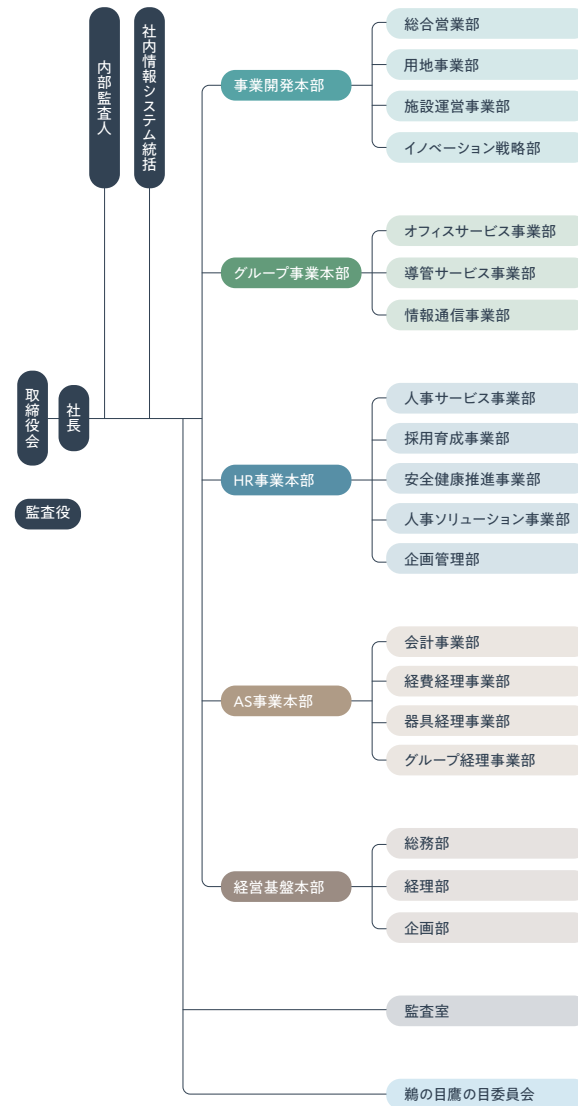 取締役会
社長
監査役
内部監査人
社内情報システム統括
事業開発本部
総合営業部
用地事業部
施設運営事業部
イノベーション戦略部
グループ事業本部
オフィスサービス事業部
導管サービス事業部
情報通信事業部
HR事業本部
人事サービス事業部
採用育成事業部
安全健康推進事業部
人事ソリューション事業部
企画管理部
AS事業本部
会計事業部
経費経理事業部
器具経理事業部
グループ経理事業部
経営基盤本部
総務部
経理部
企画部
監査室
鵜の目鷹の目委員会